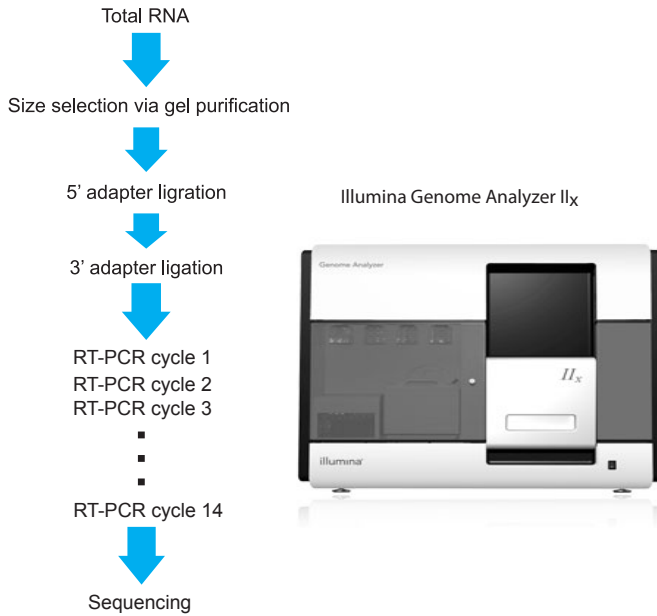 Total RNA
Size selection via gel purification
5' adapter ligration
3' adapter ligation
RT-PCR cycle 1
RT-PCR cycle 2
RT-PCR cycle 3
RT-PCR cycle 14
Sequencing
Illumina Genome Analyzer IIx
Genome Analyzer
IIx
illumina